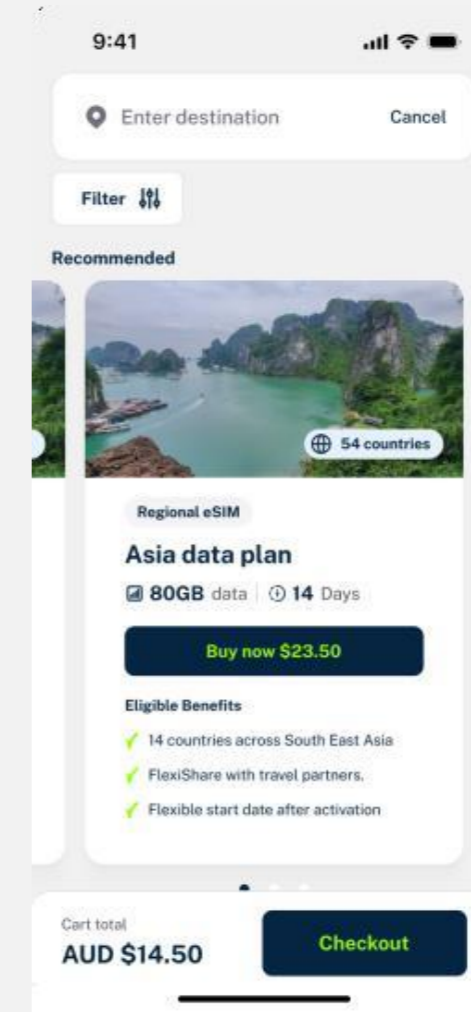 9:41
Enter destination Cancel
Filter
Recommended
54 countries
Regional eSIM
Asia data plan
80GB data 14 Days
Buy now $23.50
Eligible Benefits
14 countries across South East Asia
FlexiShare with travel partners.
Flexible start date after activation
Cart total
AUD $14.50
Checkout